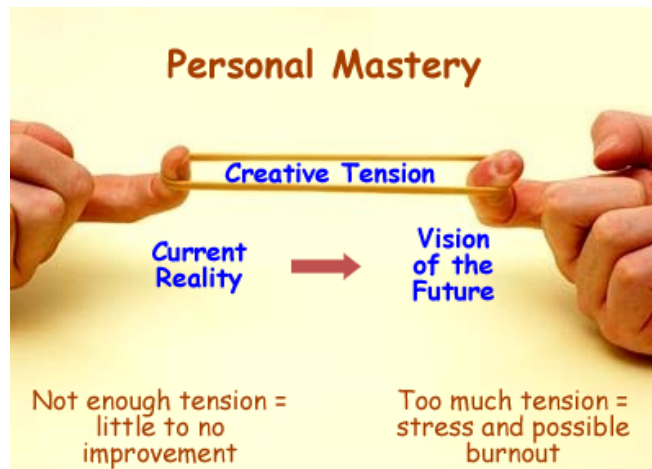 Personal Mastery
Creative Tension
Current
Reality
Vision
of the
Future
Not enough tension =
little to no
improvement
Too much tension =
stress and possible
burnout